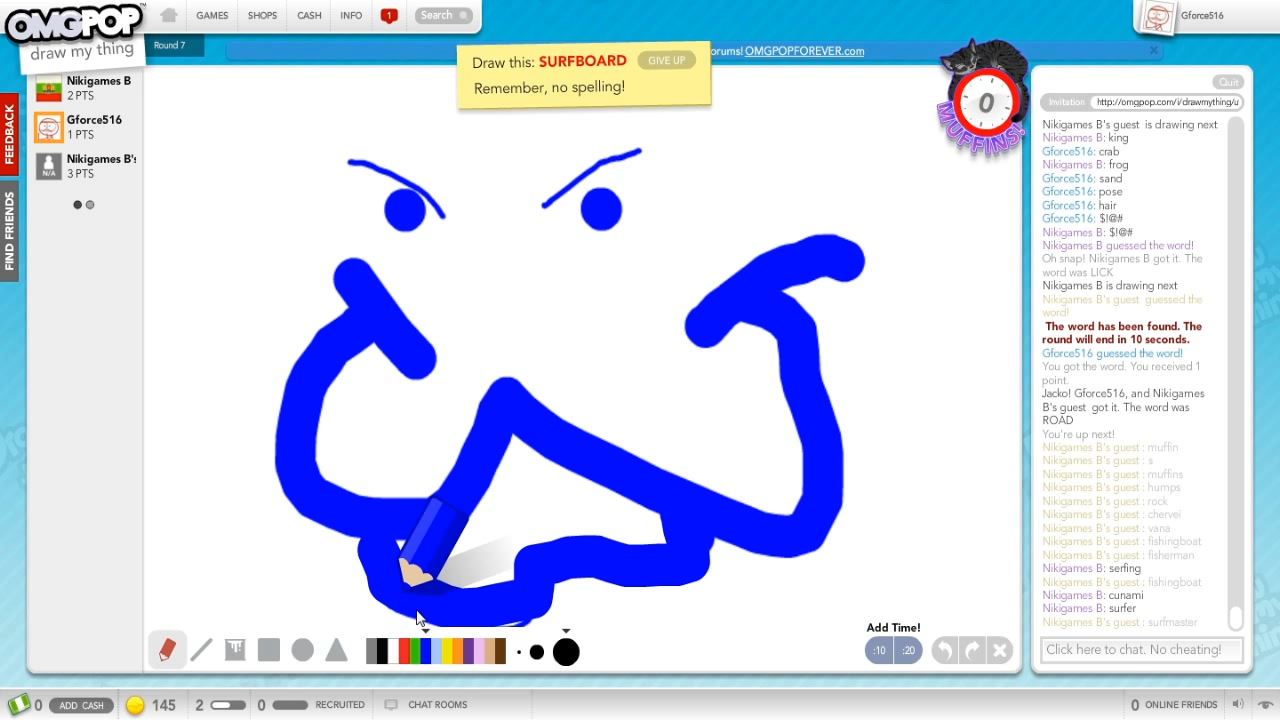 OMGPOP
™
draw my thing
GAMES
SHOPS
CASH
INFO
1
Search
Gforce516
Round 7
orums! OMGPOPFOREVER.com
Draw this: SURFBOARD
GIVE UP
Remember, no spelling!
0
MUFFINS!
FEEDBACK
FIND FRIENDS
Nikigames B
2 PTS
Gforce516
1 PTS
Nikigames B's
3 PTS
N/A
Quit
Invitation
http://omgpop.com/i/drawmything/u
Nikigames B's guest is drawing next
Nikigames B: king
Gforce516: crab
Nikigames B: frog
Gforce516: sand
Gforce516: pose
Gforce516: hair
Gforce516: $!@#
Nikigames B: $!@#
Nikigames B guessed the word!
Oh snap! Nikigames B got it. The
word was LICK
Nikigames B is drawing next
Nikigames B's guest guessed the
word!
The word has been found. The
round will end in 10 seconds.
Gforce516 guessed the word!
You got the word. You received 1
point.
Jacko! Gforce516, and Nikigames
B's guest got it. The word was
ROAD
You're up next!
Nikigames B's guest : muffin
Nikigames B's guest : s
Nikigames B's guest : muffins
Nikigames B's guest : humps
Nikigames B's guest : rock
Nikigames B's guest : chervei
Nikigames B's guest : vana
Nikigames B's guest : fishingboat
Nikigames B's guest : fisherman
Nikigames B: serfing
Nikigames B's guest : fishingboat
Nikigames B: cunami
Nikigames B: surfer
Nikigames B's guest : surfmaster
Click here to chat. No cheating!
Add Time!
:10
:20
0
ADD CASH
145
2
0
RECRUITED
CHAT ROOMS
0 ONLINE FRIENDS